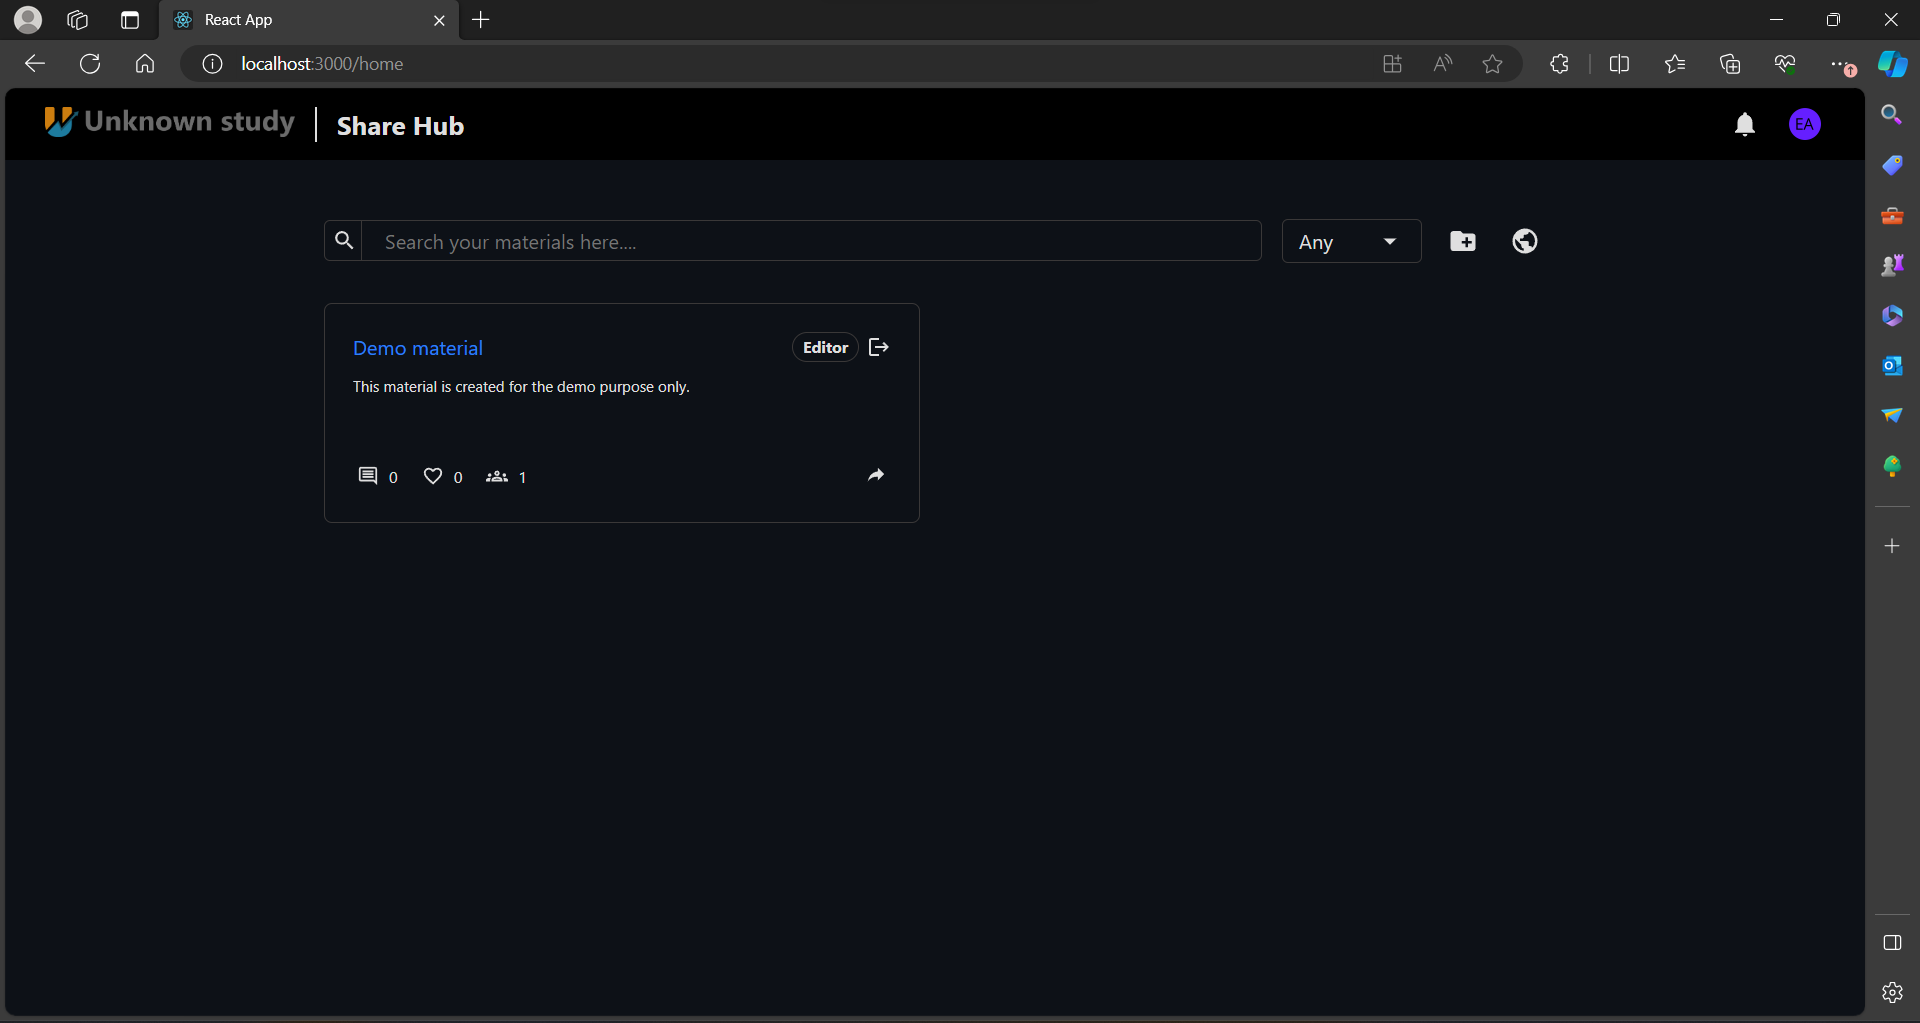 React App
localhost:3000/home
Unknown study
Share Hub
EA
Search your materials here....
Any
Demo material
Editor
This material is created for the demo purpose only.
0
0
1